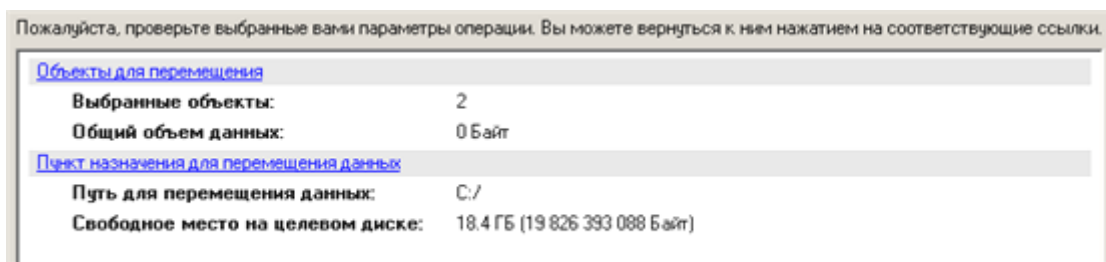 Пожалуйста, проверьте выбранные вами параметры операции. Вы можете вернуться к ним нажатием на соответствующие ссылки.
Объекты для перемещения
Выбранные объекты: 2
Общий объем данных: 0 Байт
Пункт назначения для перемещения данных
Путь для перемещения данных: C:/
Свободное место на целевом диске: 18.4 ГБ (19 826 393 088 Байт)